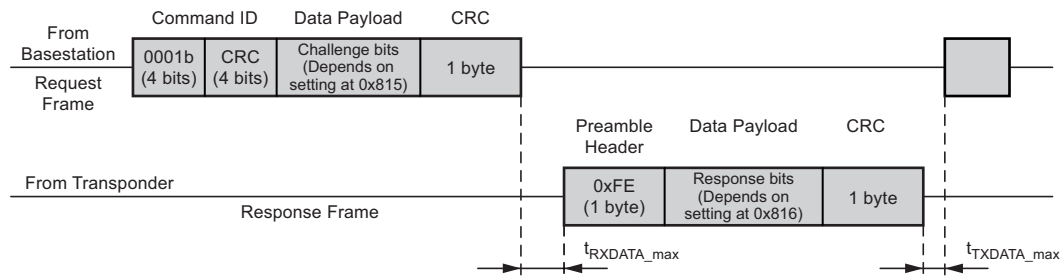 Command ID
Data Payload
CRC
From
Basestation
Request
Frame
0001b
(4 bits)
CRC
(4 bits)
Challenge bits
(Depends on
setting at 0x815)
1 byte
Preamble
Header
Data Payload
CRC
From Transponder
Response Frame
0xFE
(1 byte)
Response bits
(Depends on
setting at 0x816)
1 byte
tRXDATA_max
tTXDATA_max